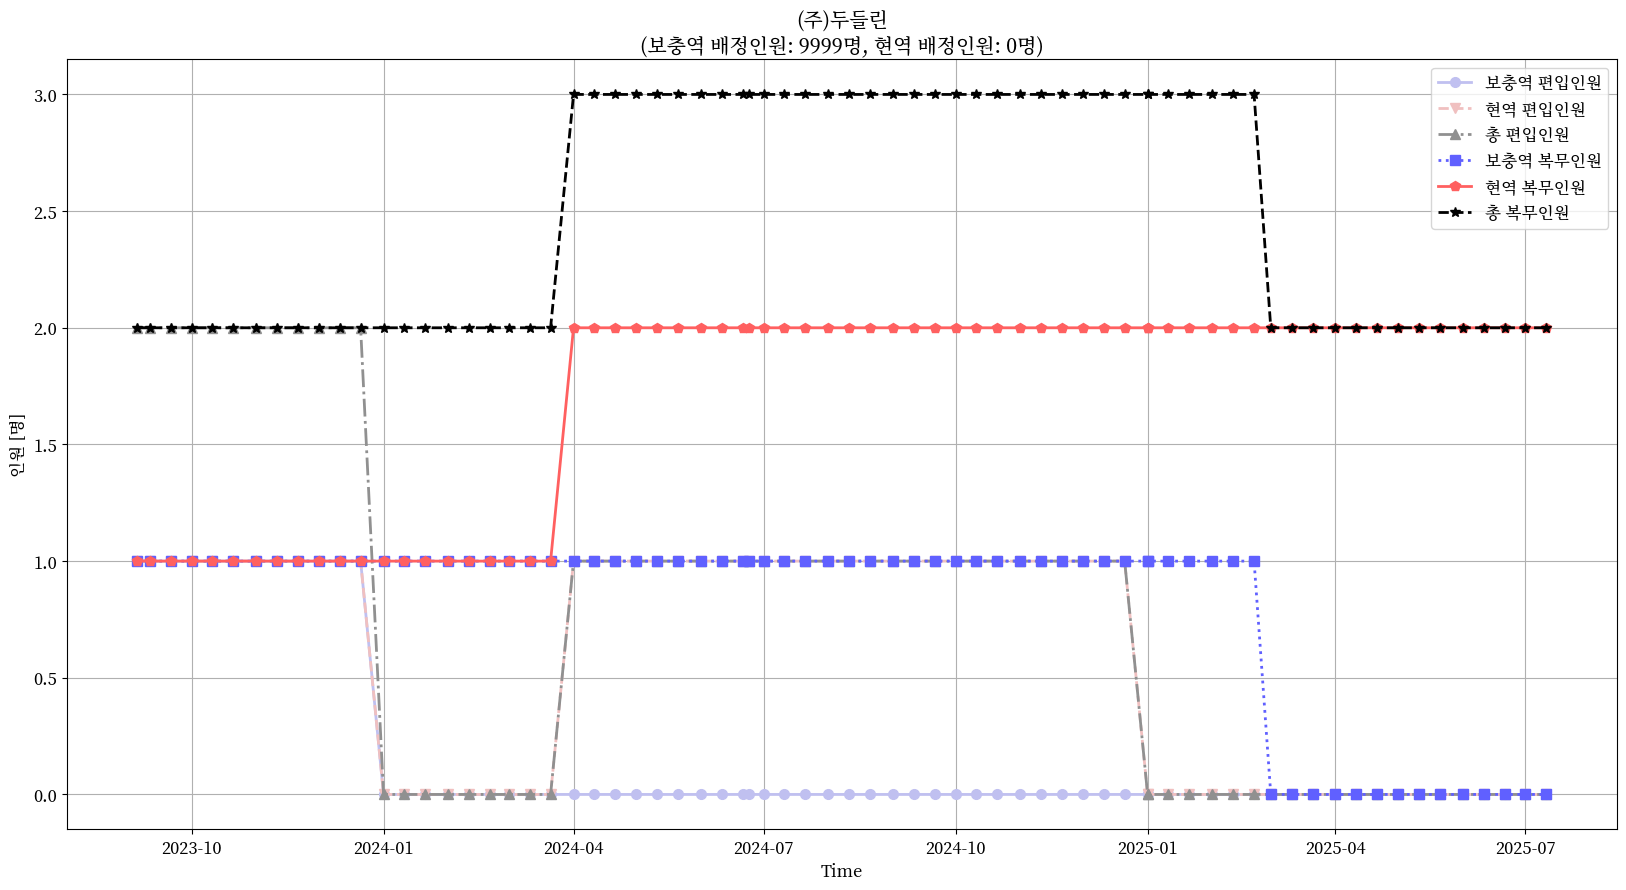 (주)두들린
(보충역 배정인원: 9999명, 현역 배정인원: 0명)
보충역 편입인원
현역 편입인원
총 편입인원
보충역 복무인원
현역 복무인원
총 복무인원
인원 [명]
3.0
2.5
2.0
1.5
1.0
0.5
0.0
2023-10
2024-01
2024-04
2024-07
2024-10
2025-01
2025-04
2025-07
Time